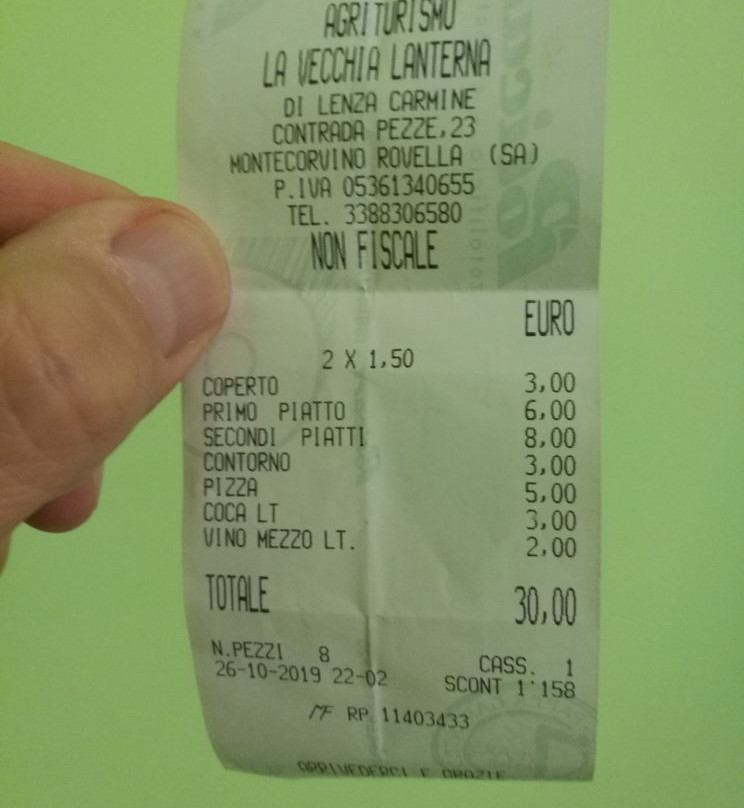 AGRITURISMO
LA VECCHIA LANTERNA
DI LENZA CARMINE
CONTRADA PEZZE,23
MONTECORVINO ROVELLA (SA)
P.IVA 05361340655
TEL. 3388306580
NON FISCALE
EURO
2 X 1,50
COPERTO 3,00
PRIMO PIATTO 6,00
SECONDI PIATTI 8,00
CONTORNO 3,00
PIZZA 5,00
COCA LT 3,00
VINO MEZZO LT. 2,00
TOTALE 30,00
N.PEZZI 8 CASS. 1
26-10-2019 22-02 SCONT 1'158
MF RP 11403433
ARRIVEDERCI E GRAZIE